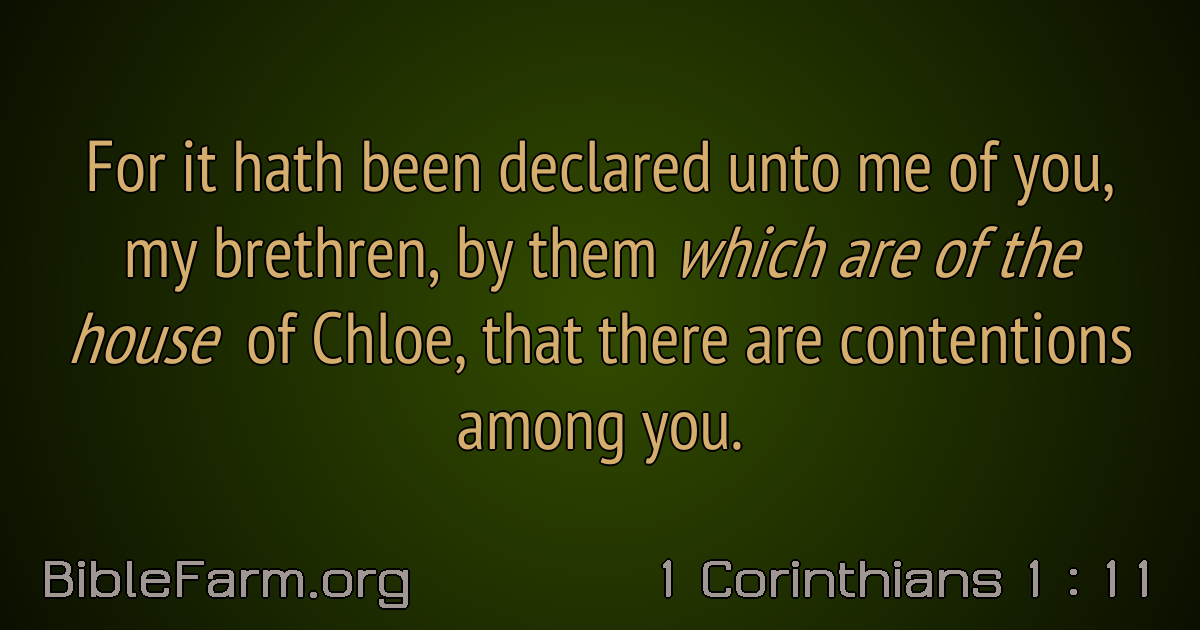 For it hath been declared unto me of you,
my brethren, by them which are of the
house of Chloe, that there are contentions
among you.
BibleFarm.org
1 Corinthians 1 : 11